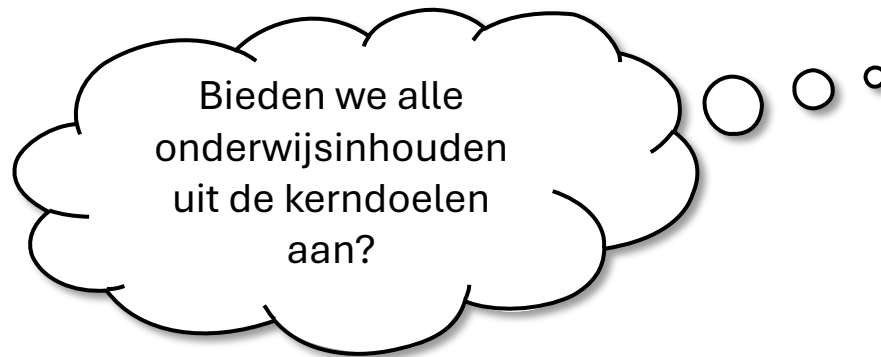 Bieden we alle
onderwijsinhouden
uit de kerndoelen
aan?